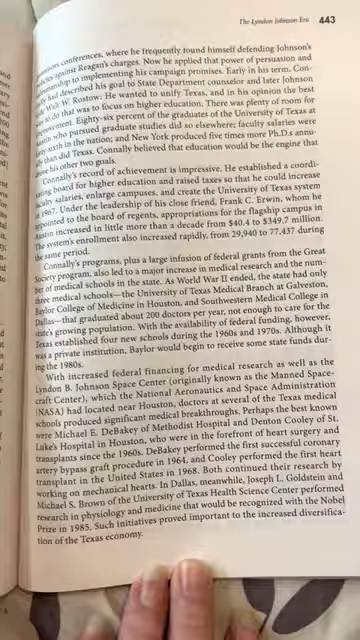 The Lyndon Johnson Era 443
conferences, where he frequently found himself defending Johnson's
against Reagan's charges. Now he applied that power of persuasion and
to implementing his campaign promises. Early in his term, Con-
had described his goal to State Department counselor and later Johnson
Walt W. Rostow: He wanted to unify Texas, and in his opinion the best
to do that was to focus on higher education. There was plenty of room for
Eighty-six percent of the graduates of the University of Texas at
who pursued graduate studies did so elsewhere; faculty salaries were
in the nation; and New York produced five times more Ph.D.s annu-
than did Texas. Connally believed that education would be the engine that
his other two goals.
Connally's record of achievement is impressive. He established a coordi-
board for higher education and raised taxes so that he could increase
salaries, enlarge campuses, and create the University of Texas system
1967. Under the leadership of his close friend, Frank C. Erwin, whom he
appointed to the board of regents, appropriations for the flagship campus in
Austin increased in little more than a decade from $40.4 to $349.7 million.
The system's enrollment also increased rapidly, from 29,940 to 77,437 during
the same period.
Connally's programs, plus a large infusion of grants from the Great
Society program, also led to a major increase in medical research and the num-
ber of medical schools in the state. As World War II ended, the state had only
three medical schools—the University of Texas Medical Branch at Galveston,
Baylor College of Medicine in Houston, and Southwestern Medical College in
Dallas—that graduated about 200 doctors per year, not enough to care for the
state's growing population. With the availability of federal funding, however,
Texas established four new schools during the 1960s and 1970s. Although it
was a private institution, Baylor would begin to receive some state funds dur-
ing the 1980s.
With increased federal financing for medical research as well as the
Lyndon B. Johnson Space Center (originally known as the Manned Space-
craft Center), which the National Aeronautics and Space Administration
(NASA) had located near Houston, doctors at several of the Texas medical
schools produced significant medical breakthroughs. Perhaps the best known
were Michael E. DeBakey of Methodist Hospital and Denton Cooley of St.
Luke's Hospital in Houston, who were in the forefront of heart surgery and
transplants since the 1960s. DeBakey performed the first successful coronary
artery bypass graft procedure in 1964, and Cooley performed the first heart
transplant in the United States in 1968. Both continued their research by
working on mechanical hearts. In Dallas, meanwhile, Joseph L. Goldstein and
Michael S. Brown of the University of Texas Health Science Center performed
research in physiology and medicine that would be recognized with the Nobel
Prize in 1985. Such initiatives proved important to the increased diversifica-
tion of the Texas economy.